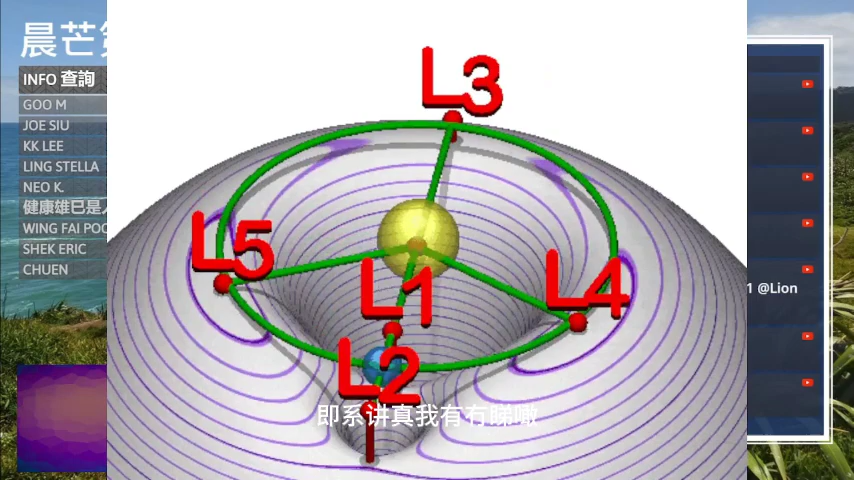 晨芒
INFO 查詢
GOO M
JOE SIU
KK LEE
LING STELLA
NEO K.
健康雄巳是
WING FAI POO
SHEK ERIC
CHUEN
L3
L5
L4
L1
L2
1 @Lion
即系讲真我有冇睇噉